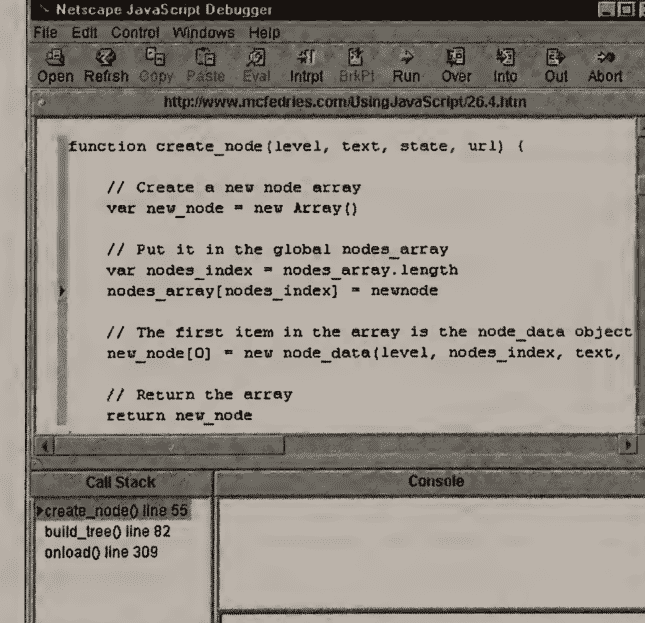 Netscape JavaScript Debugger
File Edit Control Windows Help
Open Refrsh Copy Paste Eval Intrpt BrkPt Run Over Into Out Abort
http://www.mcfedries.com/UsingJavaScript/26.4.htm
function create_node(level, text, state, url) {
// Create a new node array
var new_node = new Array()
// Put it in the global nodes_array
var nodes_index = nodes_array.length
nodes_array[nodes_index] = newnode
// The first item in the array is the node_data object
new_node[0] = new node_data(level, nodes_index, text,
// Return the array
return new_node
Call Stack
Console
create_node() line 55
build_tree() line 82
onload() line 309